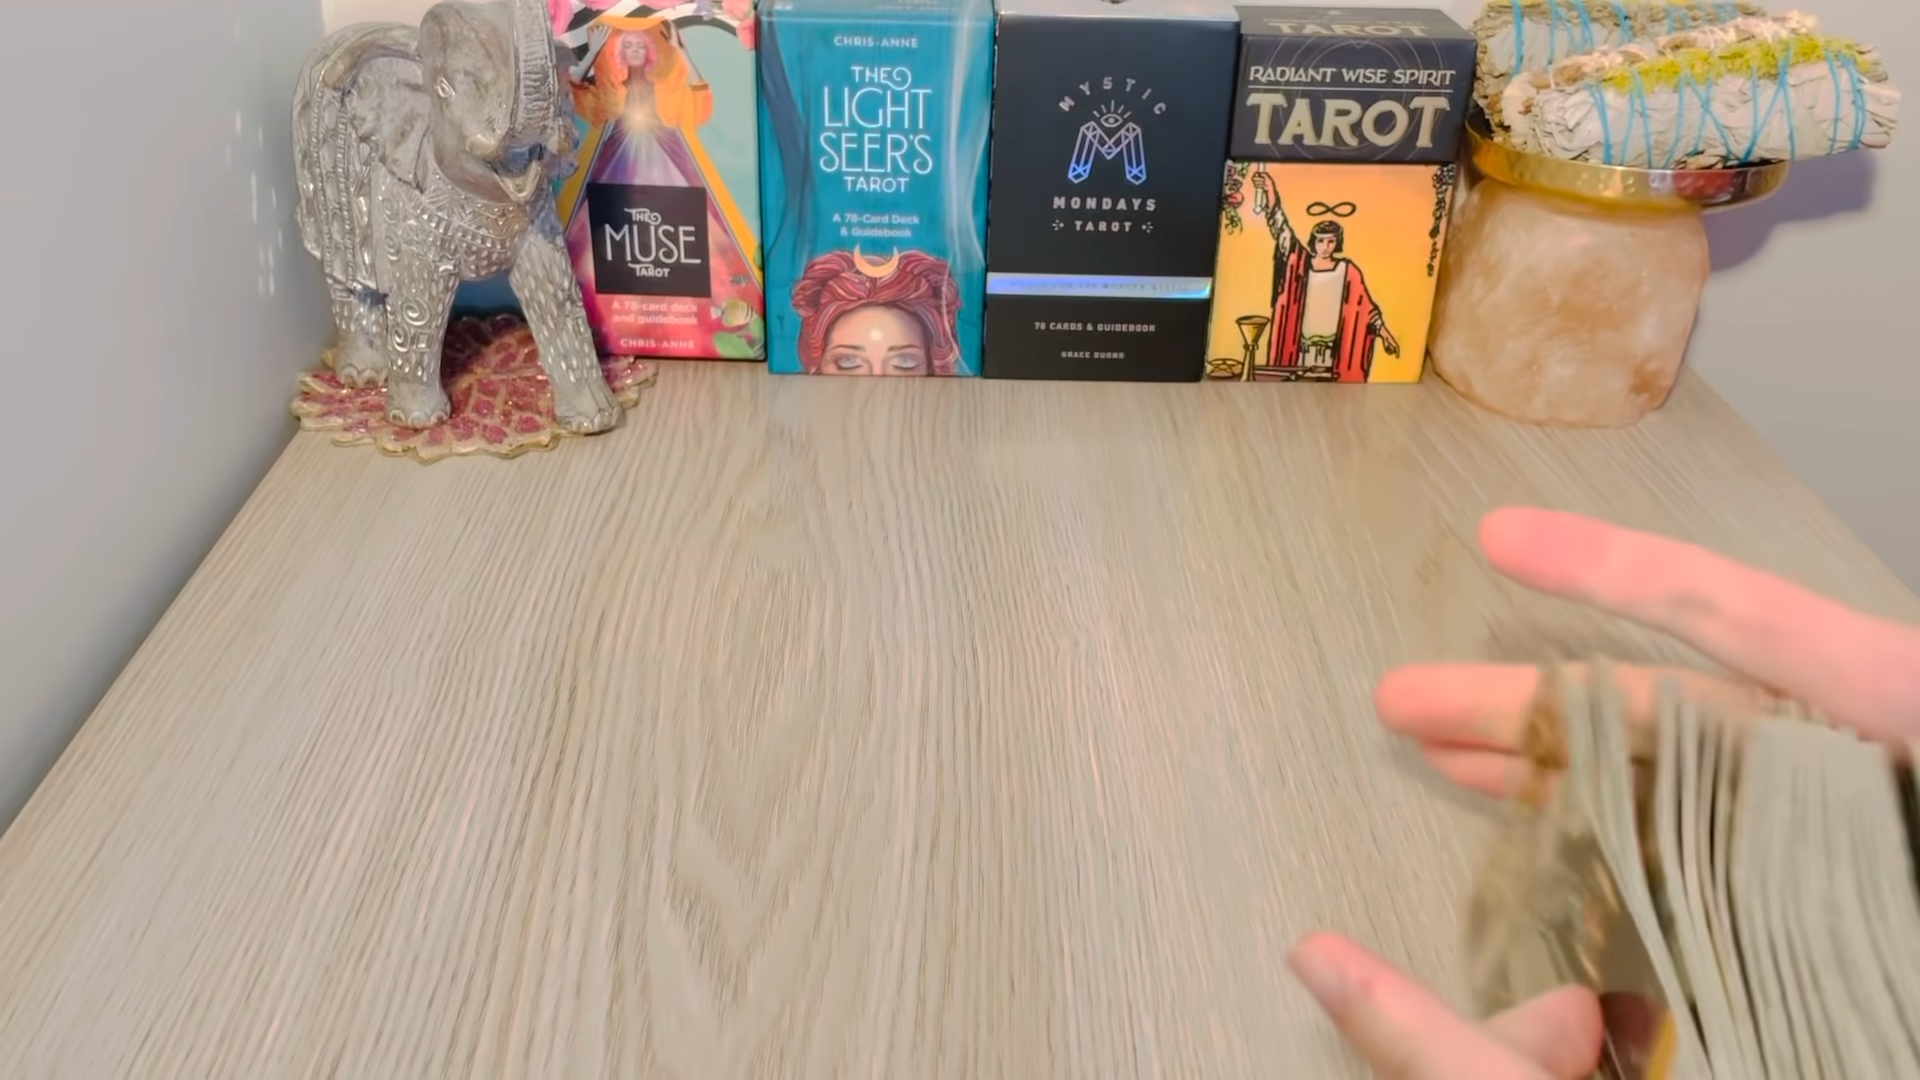 THE
MUSE
TAROT
A 78-card deck
and guidebook
CHRIS-ANNE
CHRIS-ANNE
THE
LIGHT
SEER'S
TAROT
A 78-Card Deck
& Guidebook
MYSTIC
MONDAYS
TAROT
78 CARDS & GUIDEBOOK
GRACE DUONG
TAROT
RADIANT WISE SPIRIT
TAROT